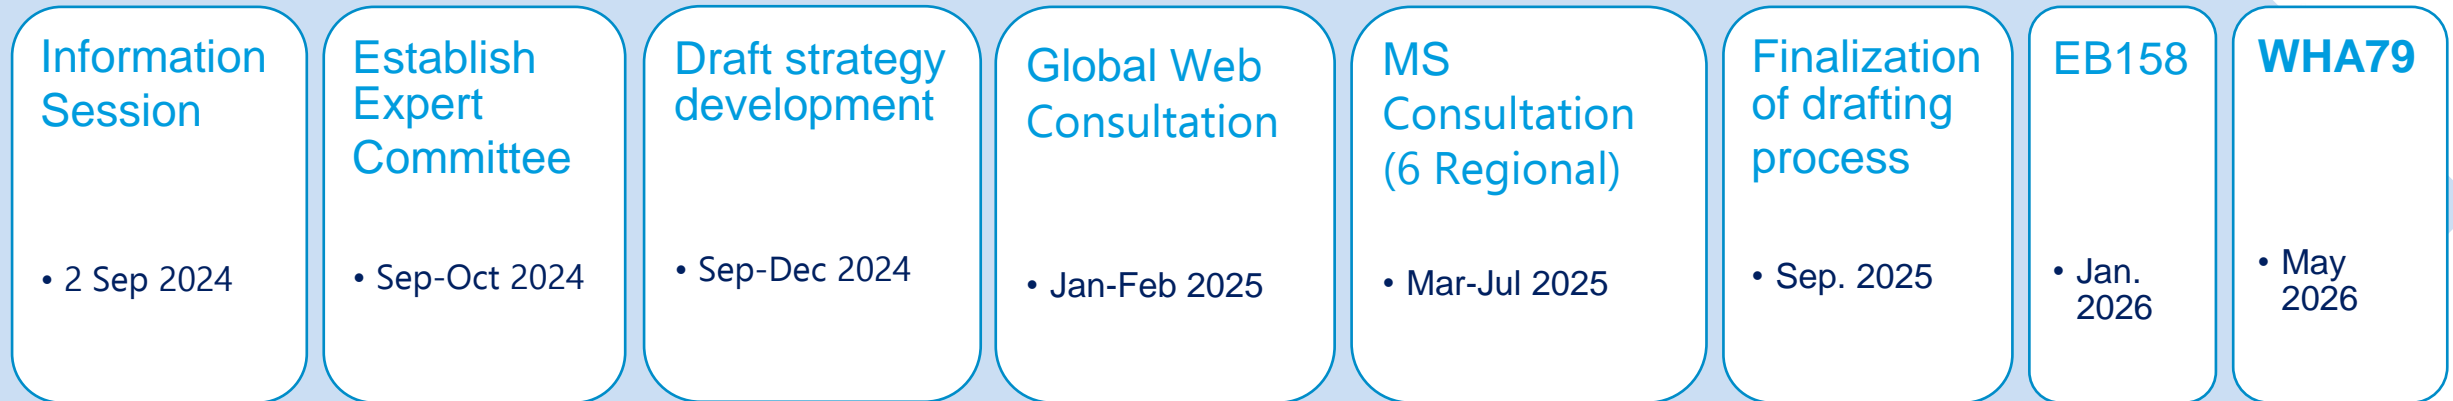 Information
Session
• 2 Sep 2024
Establish
Expert
Committee
• Sep-Oct 2024
Draft strategy
development
• Sep-Dec 2024
Global Web
Consultation
• Jan-Feb 2025
MS
Consultation
(6 Regional)
• Mar-Jul 2025
Finalization
of drafting
process
• Sep. 2025
EB158
• Jan.
2026
WHA79
• May
2026